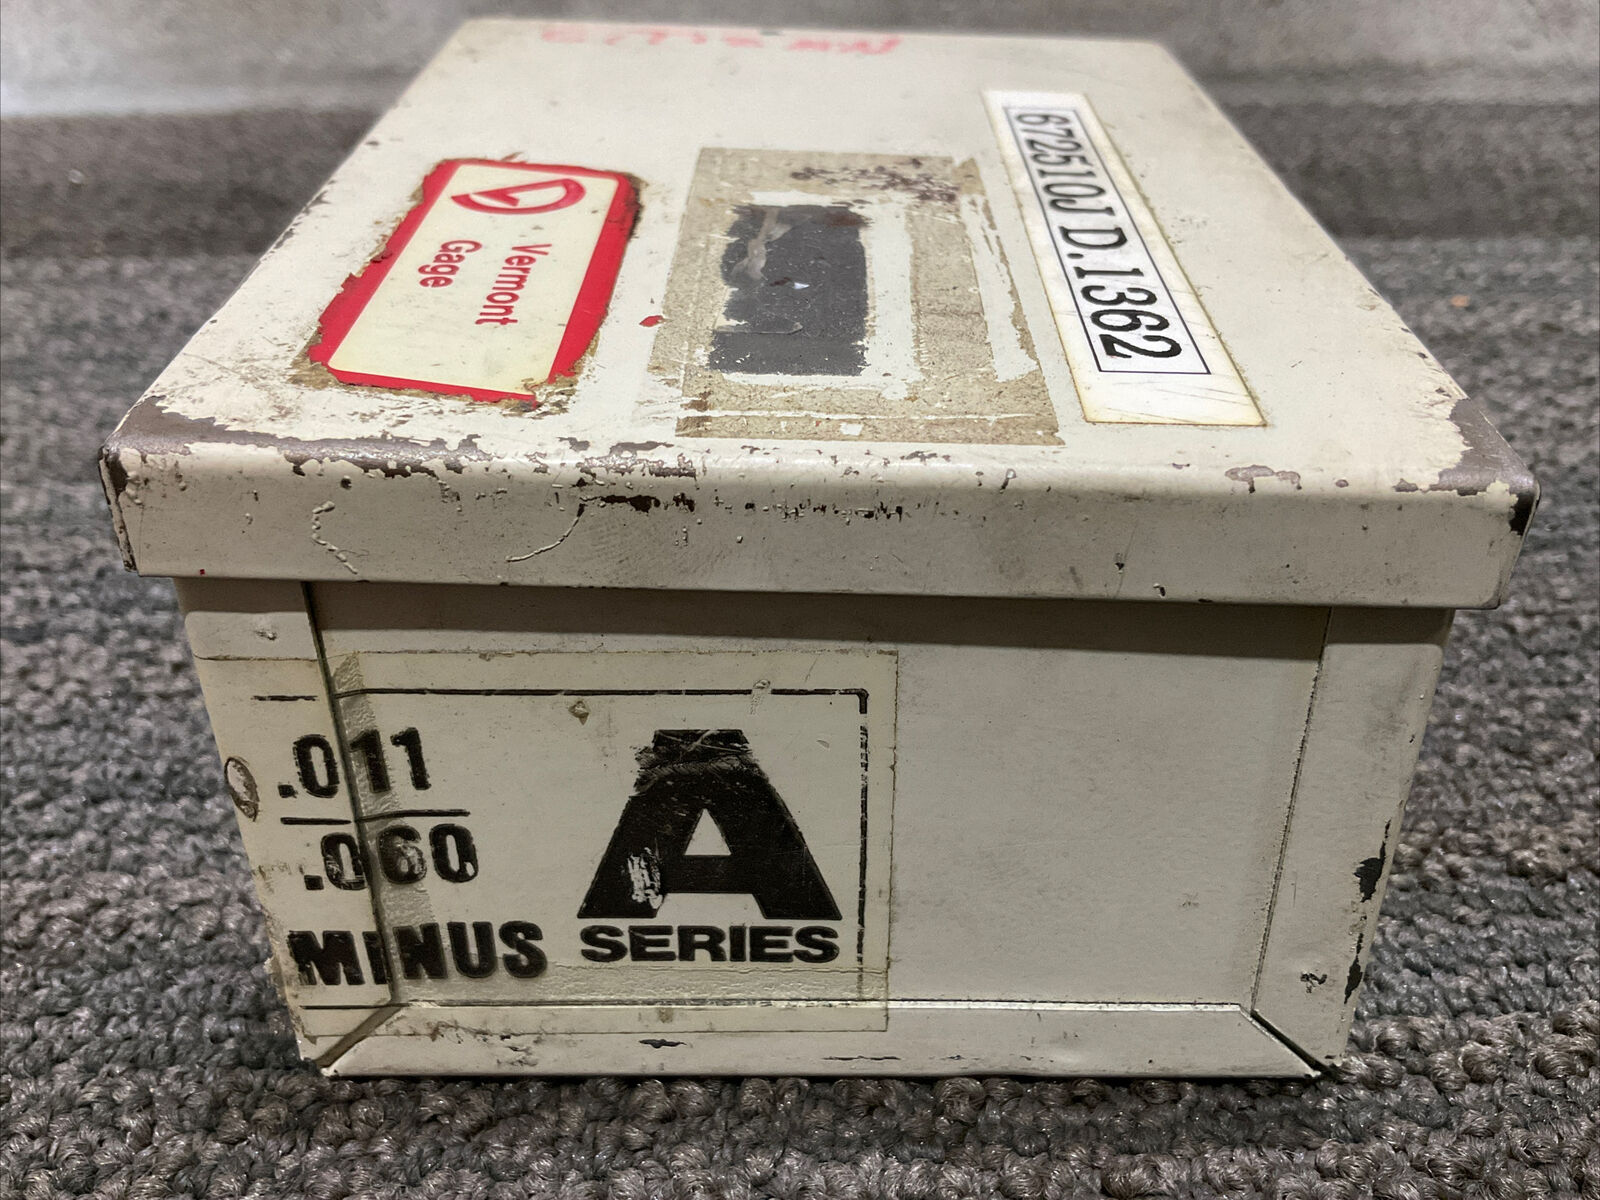 Vermont
Gage
672510J D.1362
.011
.060
MINUS
A
SERIES